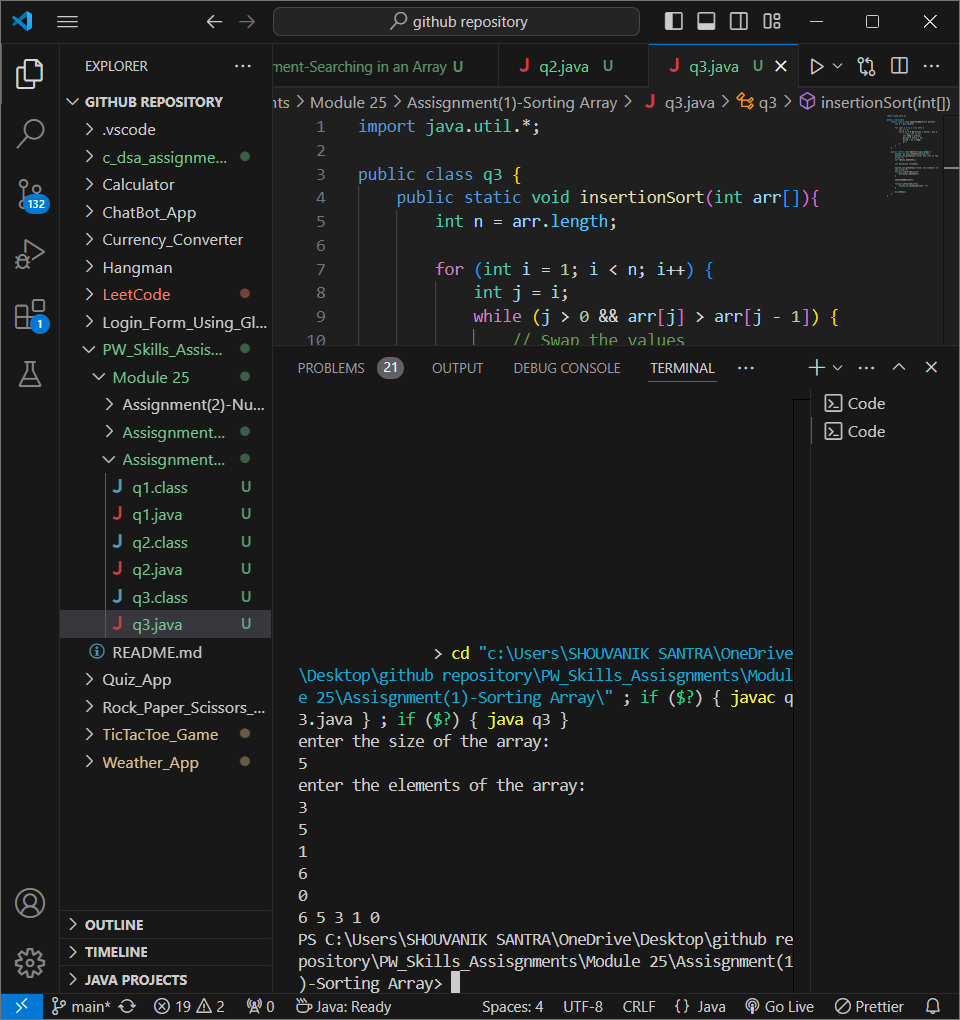 github repository
EXPLORER
ment-Searching in an Array U
J q2.java U
J q3.java U
GITHUB REPOSITORY
nts > Module 25 > Assisgnment(1)-Sorting Array > J q3.java > q3 > insertionSort(int[])
.vscode
c_dsa_assignme...
Calculator
ChatBot_App
Currency_Converter
Hangman
LeetCode
Login_Form_Using_Gl...
PW_Skills_Assis...
Module 25
Assignment(2)-Nu...
Assisgnment...
Assisgnment...
J q1.class U
J q1.java U
J q2.class U
J q2.java U
J q3.class U
J q3.java U
README.md
Quiz_App
Rock_Paper_Scissors_...
TicTacToe_Game
Weather_App
OUTLINE
TIMELINE
JAVA PROJECTS
132
1
1 import java.util.*;
2
3 public class q3 {
4 public static void insertionSort(int arr[]){
5 int n = arr.length;
6
7 for (int i = 1; i < n; i++) {
8 int j = i;
9 while (j > 0 && arr[j] > arr[j - 1]) {
10 // Swap the values
PROBLEMS 21 OUTPUT DEBUG CONSOLE TERMINAL
Code
Code
> cd "c:\Users\SHOUVANIK SANTRA\OneDrive
\Desktop\github repository\PW_Skills_Assisgnments\Modul
e 25\Assisgnment(1)-Sorting Array\" ; if ($?) { javac q
3.java } ; if ($?) { java q3 }
enter the size of the array:
5
enter the elements of the array:
3
5
1
6
0
6 5 3 1 0
PS C:\Users\SHOUVANIK SANTRA\OneDrive\Desktop\github re
pository\PW_Skills_Assisgnments\Module 25\Assisgnment(1
)-Sorting Array>
main* 19 2 0 Java: Ready Spaces: 4 UTF-8 CRLF {} Java Go Live Prettier